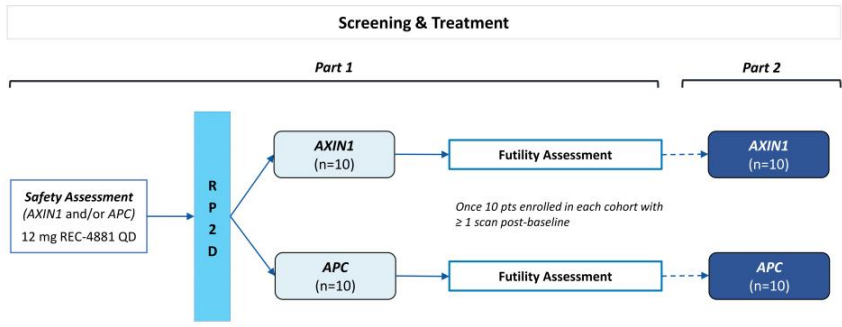 Screening & Treatment
Part 1
Part 2
Safety Assessment
(AXIN1 and/or APC)
12 mg REC-4881 QD
R
P
2
D
AXIN1
(n=10)
Futility Assessment
AXIN1
(n=10)
Once 10 pts enrolled in each cohort with
≥ 1 scan post-baseline
APC
(n=10)
Futility Assessment
APC
(n=10)